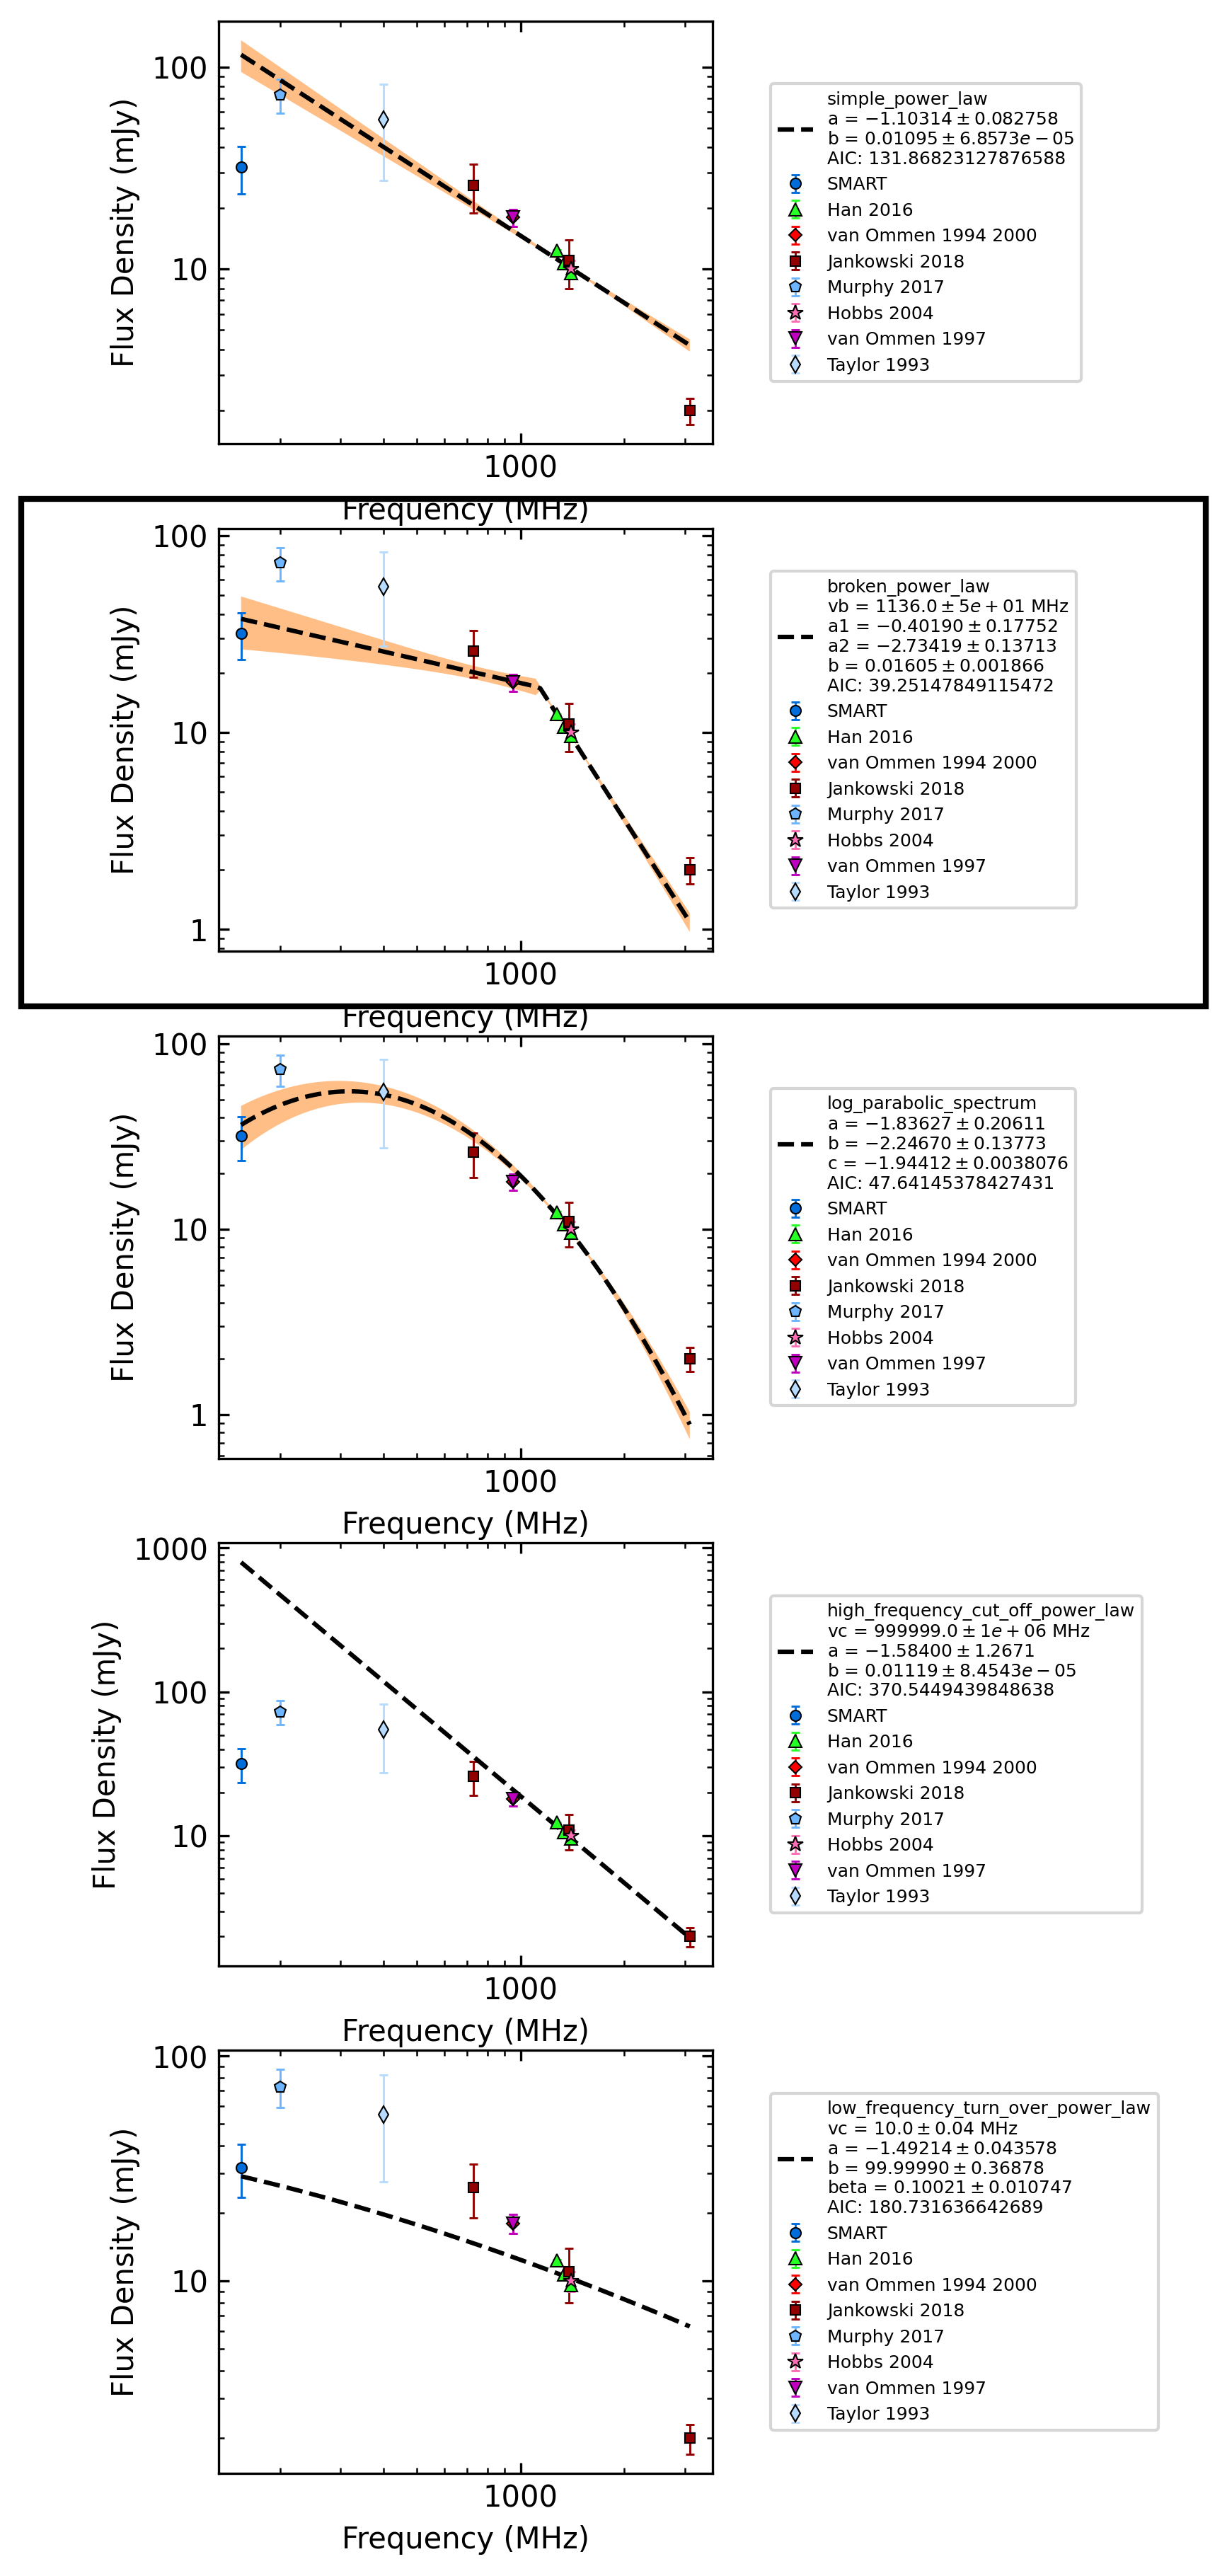 100
10
Flux Density (mJy)
1000
Frequency (MHz)
simple_power_law
a = −1.10314 ± 0.082758
b = 0.01095 ± 6.8573e − 05
AIC: 131.86823127876588
SMART
Han 2016
van Ommen 1994 2000
Jankowski 2018
Murphy 2017
Hobbs 2004
van Ommen 1997
Taylor 1993
100
10
1
Flux Density (mJy)
1000
Frequency (MHz)
broken_power_law
vb = 1136.0 ± 5e + 01 MHz
a1 = −0.40190 ± 0.17752
a2 = −2.73419 ± 0.13713
b = 0.01605 ± 0.001866
AIC: 39.25147849115472
SMART
Han 2016
van Ommen 1994 2000
Jankowski 2018
Murphy 2017
Hobbs 2004
van Ommen 1997
Taylor 1993
100
10
1
Flux Density (mJy)
1000
Frequency (MHz)
log_parabolic_spectrum
a = −1.83627 ± 0.20611
b = −2.24670 ± 0.13773
c = −1.94412 ± 0.0038076
AIC: 47.64145378427431
SMART
Han 2016
van Ommen 1994 2000
Jankowski 2018
Murphy 2017
Hobbs 2004
van Ommen 1997
Taylor 1993
1000
100
10
Flux Density (mJy)
1000
Frequency (MHz)
high_frequency_cut_off_power_law
vc = 999999.0 ± 1e + 06 MHz
a = −1.58400 ± 1.2671
b = 0.01119 ± 8.4543e − 05
AIC: 370.5449439848638
SMART
Han 2016
van Ommen 1994 2000
Jankowski 2018
Murphy 2017
Hobbs 2004
van Ommen 1997
Taylor 1993
100
10
Flux Density (mJy)
1000
Frequency (MHz)
low_frequency_turn_over_power_law
vc = 10.0 ± 0.04 MHz
a = −1.49214 ± 0.043578
b = 99.99990 ± 0.36878
beta = 0.10021 ± 0.010747
AIC: 180.731636642689
SMART
Han 2016
van Ommen 1994 2000
Jankowski 2018
Murphy 2017
Hobbs 2004
van Ommen 1997
Taylor 1993